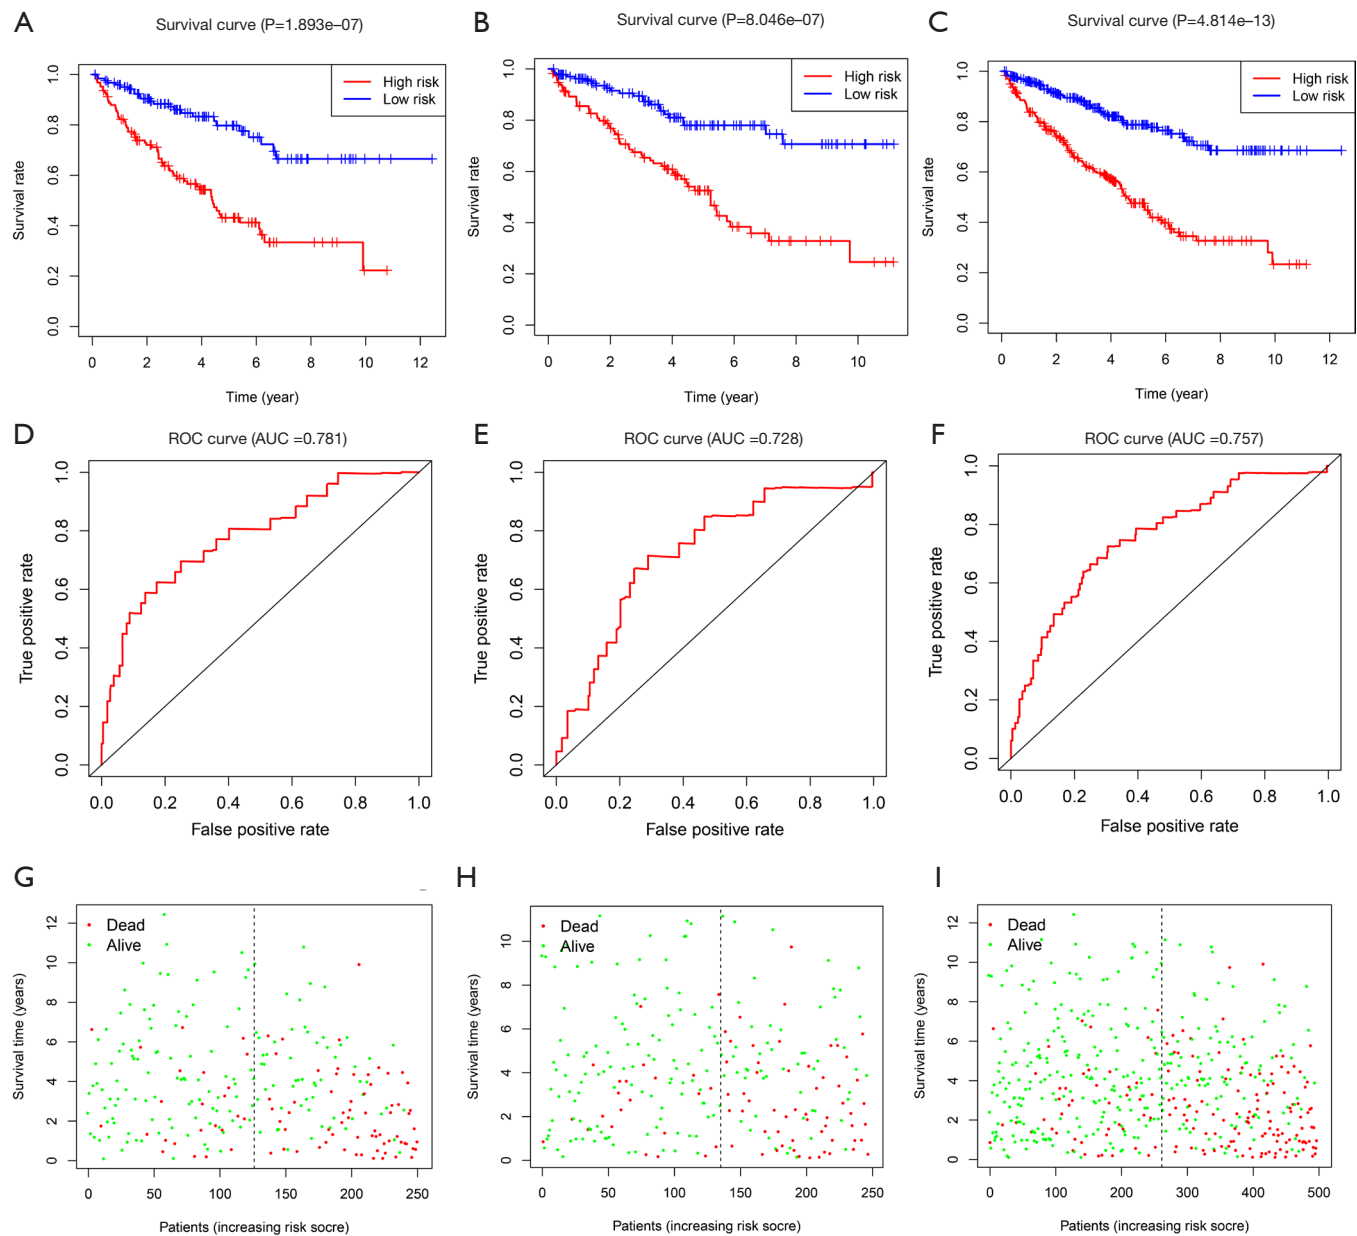 A
Survival curve (P=1.893e–07)
High risk
Low risk
Survival rate
0.0 0.2 0.4 0.6 0.8 1.0
0 2 4 6 8 10 12
Time (year)
B
Survival curve (P=8.046e–07)
High risk
Low risk
Survival rate
0.0 0.2 0.4 0.6 0.8 1.0
0 2 4 6 8 10
Time (year)
C
Survival curve (P=4.814e–13)
High risk
Low risk
Survival rate
0.0 0.2 0.4 0.6 0.8 1.0
0 2 4 6 8 10 12
Time (year)
D
ROC curve (AUC =0.781)
True positive rate
0.0 0.2 0.4 0.6 0.8 1.0
0.0 0.2 0.4 0.6 0.8 1.0
False positive rate
E
ROC curve (AUC =0.728)
True positive rate
0.0 0.2 0.4 0.6 0.8 1.0
0.0 0.2 0.4 0.6 0.8 1.0
False positive rate
F
ROC curve (AUC =0.757)
True positive rate
0.0 0.2 0.4 0.6 0.8 1.0
0.0 0.2 0.4 0.6 0.8 1.0
False positive rate
G
Dead
Alive
Survival time (years)
0 2 4 6 8 10 12
0 50 100 150 200 250
Patients (increasing risk socre)
H
Dead
Alive
Survival time (years)
0 2 4 6 8 10
0 50 100 150 200 250
Patients (increasing risk socre)
I
Dead
Alive
Survival time (years)
0 2 4 6 8 10 12
0 100 200 300 400 500
Patients (increasing risk socre)